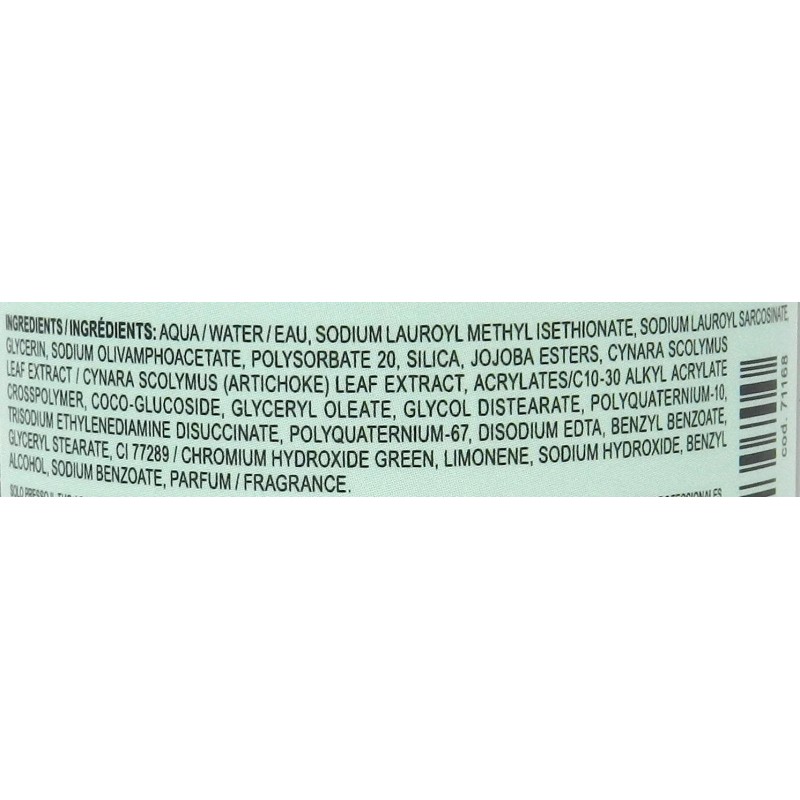 INGREDIENTS / INGRÉDIENTS: AQUA / WATER / EAU, SODIUM LAUROYL METHYL ISETHIONATE, SODIUM LAUROYL SARCOSINATE,
GLYCERIN, SODIUM OLIVAMPHOACETATE, POLYSORBATE 20, SILICA, JOJOBA ESTERS, CYNARA SCOLYMUS
LEAF EXTRACT / CYNARA SCOLYMUS (ARTICHOKE) LEAF EXTRACT, ACRYLATES/C10-30 ALKYL ACRYLATE
CROSSPOLYMER, COCO-GLUCOSIDE, GLYCERYL OLEATE, GLYCOL DISTEARATE, POLYQUATERNIUM-10,
TRISODIUM ETHYLENEDIAMINE DISUCCINATE, POLYQUATERNIUM-67, DISODIUM EDTA, BENZYL BENZOATE,
GLYCERYL STEARATE, CI 77289 / CHROMIUM HYDROXIDE GREEN, LIMONENE, SODIUM HYDROXIDE, BENZYL
ALCOHOL, SODIUM BENZOATE, PARFUM / FRAGRANCE.
cod. 71168